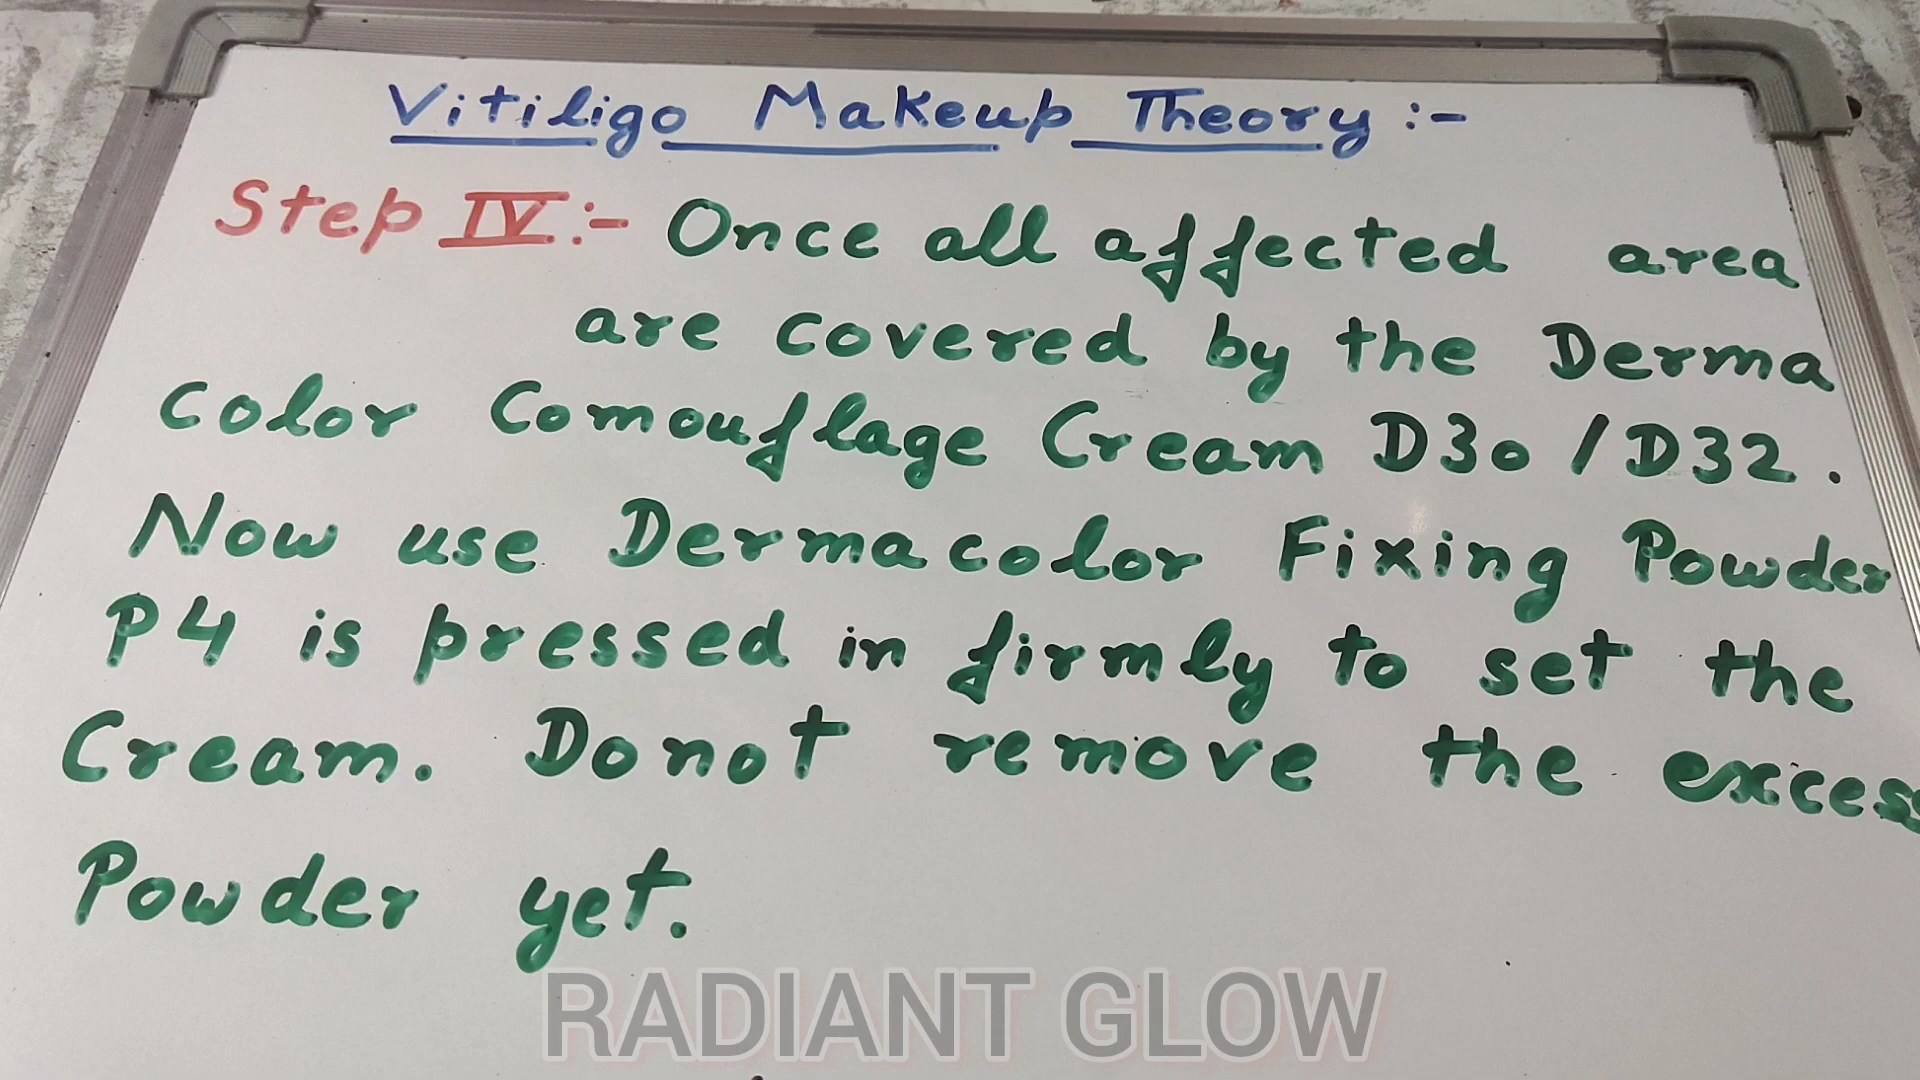 Vitiligo Makeup Theory:-
Step IV:- Once all affected area
are covered by the Derma
color Comouflage Cream D30/D32.
Now use Dermacolor Fixing Powder
P4 is pressed in firmly to set the
Cream. Donot remove the excess
Powder yet.
RADIANT GLOW